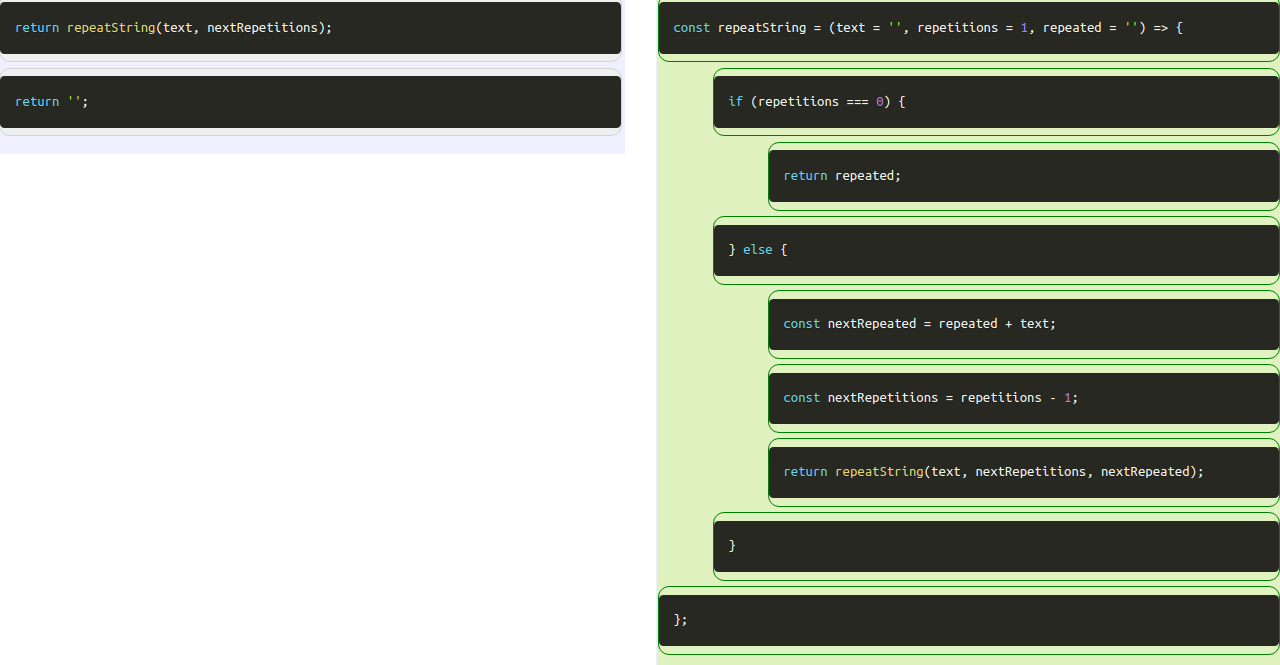 return repeatString(text, nextRepetitions);
return '';
const repeatString = (text = '', repetitions = 1, repeated = '') => {
if (repetitions === 0) {
return repeated;
} else {
const nextRepeated = repeated + text;
const nextRepetitions = repetitions - 1;
return repeatString(text, nextRepetitions, nextRepeated);
}
};